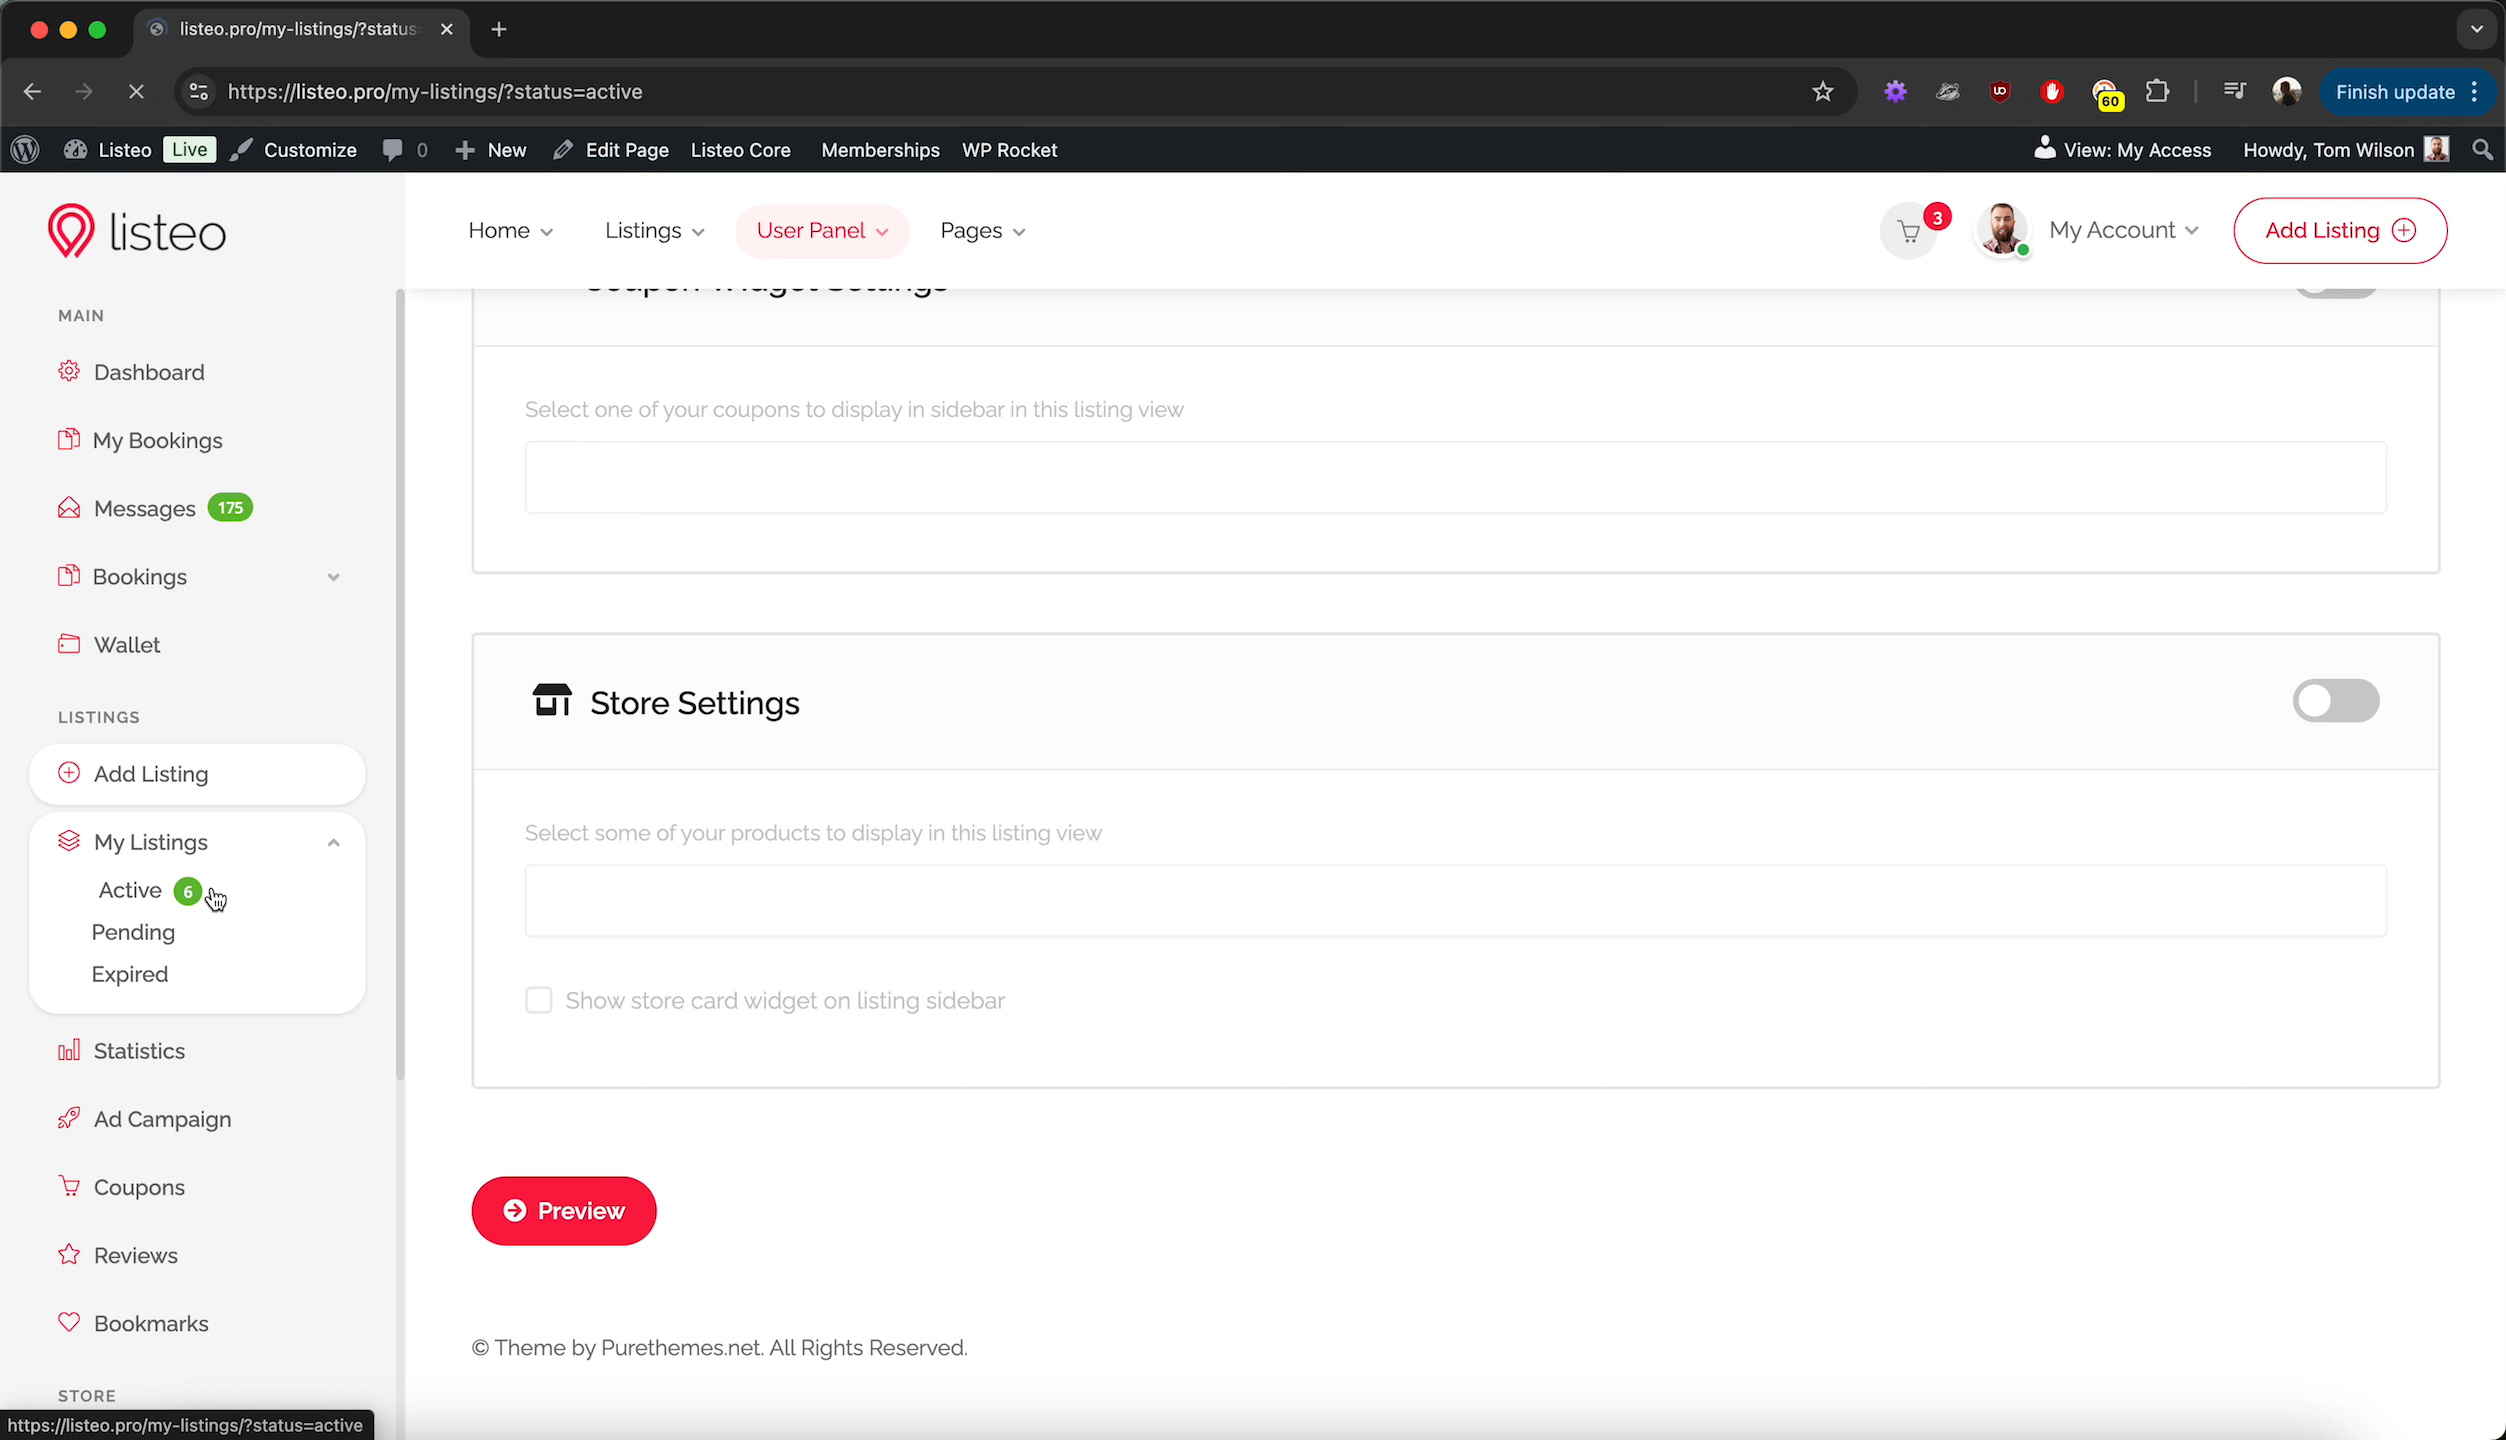 listeo.pro/my-listings/?status
https://listeo.pro/my-listings/?status=active
60
Finish update
Listeo
Live
Customize
0
New
Edit Page
Listeo Core
Memberships
WP Rocket
View: My Access
Howdy, Tom Wilson
listeo
Home
Listings
User Panel
Pages
3
My Account
Add Listing
MAIN
Dashboard
My Bookings
Messages 175
Bookings
Wallet
LISTINGS
Add Listing
My Listings
Active 6
Pending
Expired
Statistics
Ad Campaign
Coupons
Reviews
Bookmarks
STORE
https://listeo.pro/my-listings/?status=active
Coupon Widget Settings
Select one of your coupons to display in sidebar in this listing view
Store Settings
Select some of your products to display in this listing view
Show store card widget on listing sidebar
Preview
© Theme by Purethemes.net. All Rights Reserved.